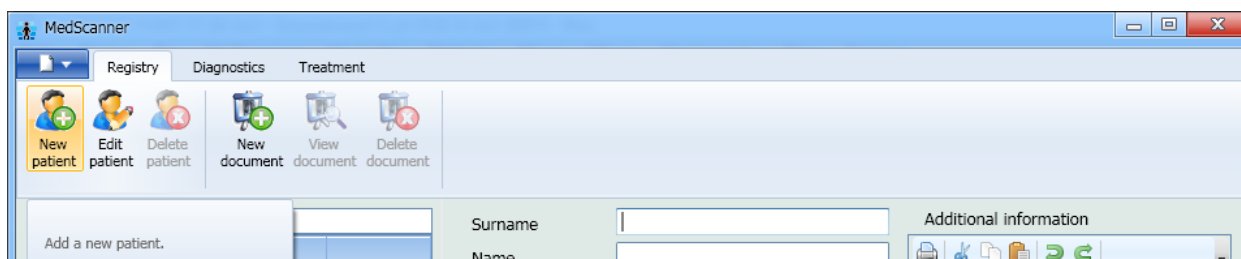 MedScanner
Registry Diagnostics Treatment
New patient Edit patient Delete patient New document View document Delete document
Surname
Additional information
Add a new patient.
Name